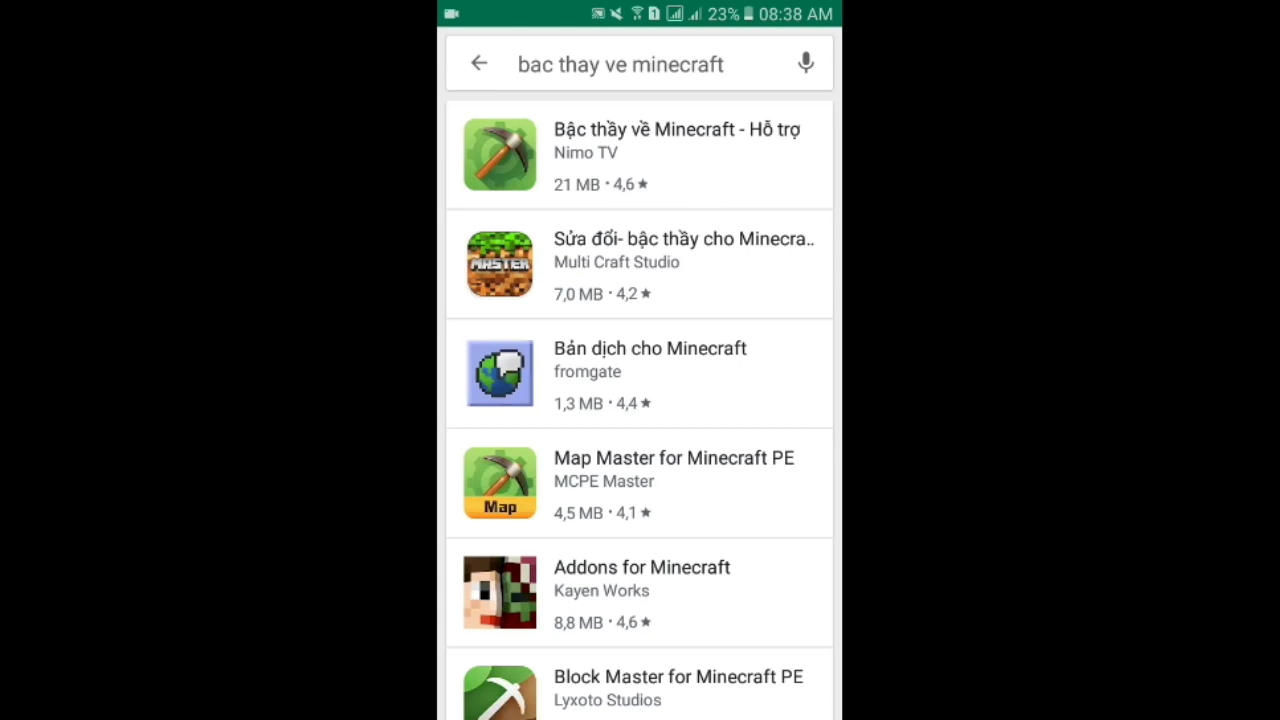 23% 08:38 AM
bac thay ve minecraft
Bậc thầy về Minecraft - Hỗ trợ
Nimo TV
21 MB · 4,6 ★
MASTER
Sửa đổi- bậc thầy cho Minecra..
Multi Craft Studio
7,0 MB · 4,2 ★
Bản dịch cho Minecraft
fromgate
1,3 MB · 4,4 ★
Map Master for Minecraft PE
MCPE Master
Map
4,5 MB · 4,1 ★
Addons for Minecraft
Kayen Works
8,8 MB · 4,6 ★
Block Master for Minecraft PE
Lyxoto Studios